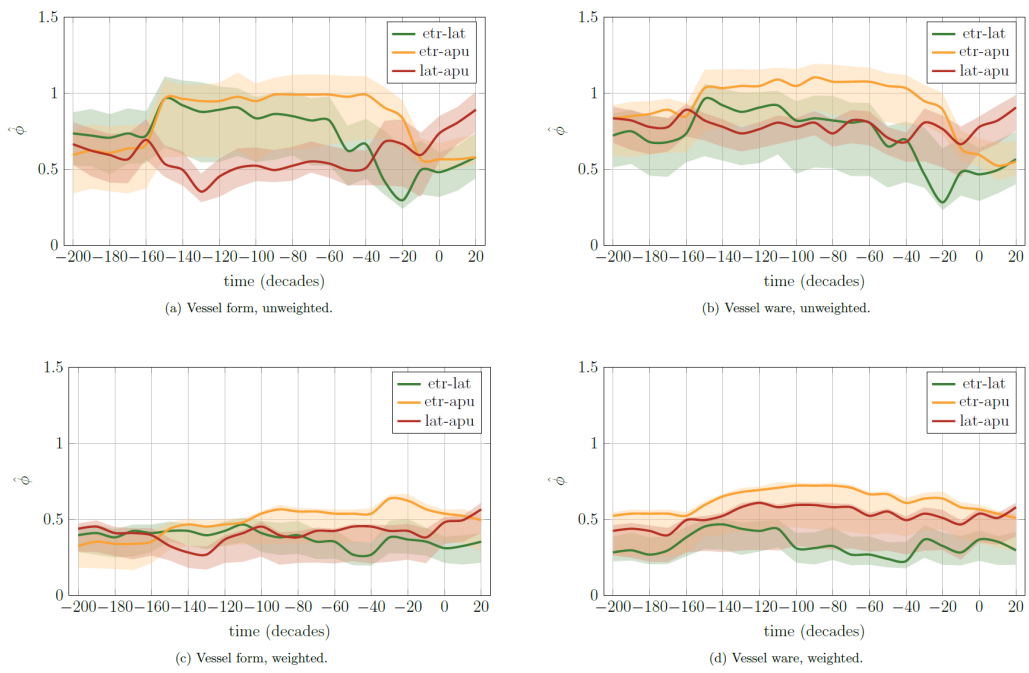 1.5
1
0.5
0
ϕ̂
etr-lat
etr-apu
lat-apu
−200 −180 −160 −140 −120 −100 −80 −60 −40 −20 0 20
time (decades)
(a) Vessel form, unweighted.
1.5
1
0.5
0
ϕ̂
etr-lat
etr-apu
lat-apu
−200 −180 −160 −140 −120 −100 −80 −60 −40 −20 0 20
time (decades)
(b) Vessel ware, unweighted.
1.5
1
0.5
0
ϕ̂
etr-lat
etr-apu
lat-apu
−200 −180 −160 −140 −120 −100 −80 −60 −40 −20 0 20
time (decades)
(c) Vessel form, weighted.
1.5
1
0.5
0
ϕ̂
etr-lat
etr-apu
lat-apu
−200 −180 −160 −140 −120 −100 −80 −60 −40 −20 0 20
time (decades)
(d) Vessel ware, weighted.